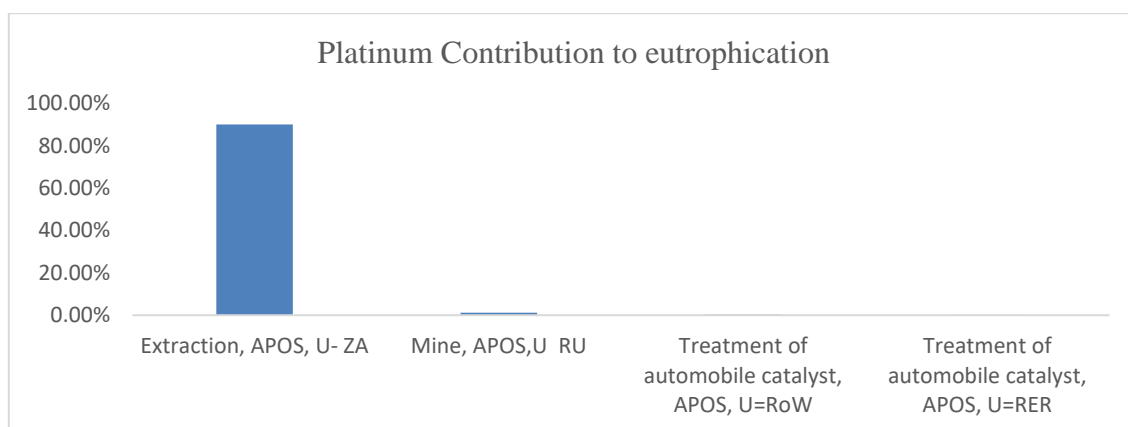 Platinum Contribution to eutrophication
100.00%
80.00%
60.00%
40.00%
20.00%
0.00%
Extraction, APOS, U- ZA
Mine, APOS,U  RU
Treatment of
automobile catalyst,
APOS, U=RoW
Treatment of
automobile catalyst,
APOS, U=RER